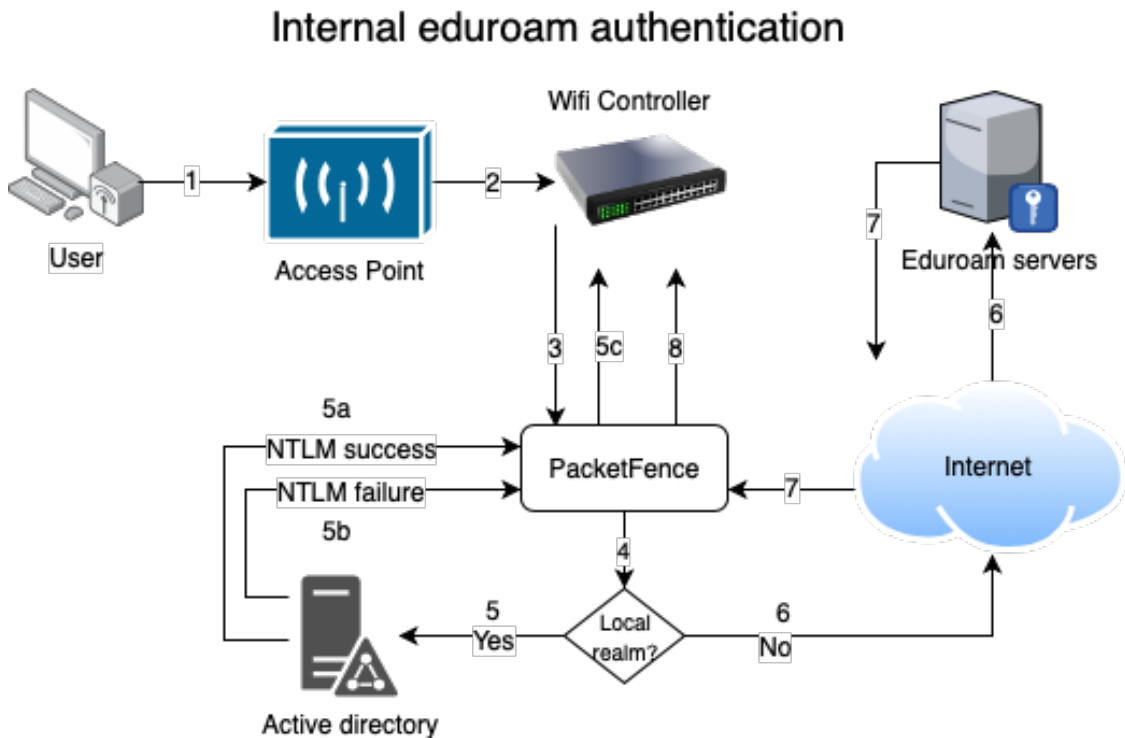 Internal eduroam authentication
Wifi Controller
1
2
7
User
Access Point
Eduroam servers
6
3
5c
8
5a
NTLM success
PacketFence
Internet
NTLM failure
7
5b
4
5
Yes
Local
realm?
6
No
Active directory